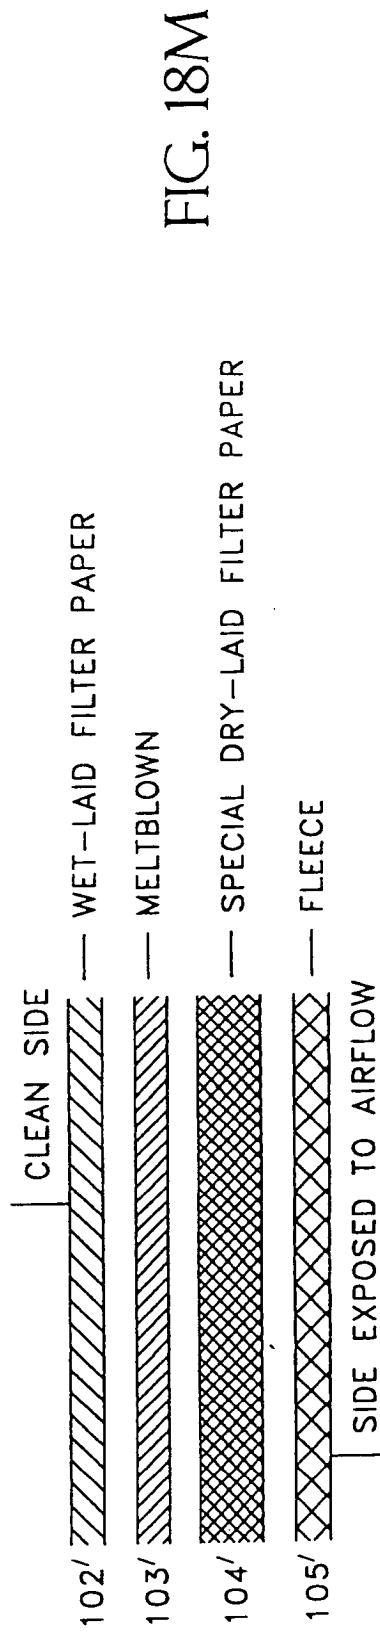 CLEAN SIDE
102′ WET-LAID FILTER PAPER
103′ MELTBLOWN
104′ SPECIAL DRY-LAID FILTER PAPER
105′ FLEECE
SIDE EXPOSED TO AIRFLOW
FIG. 18M